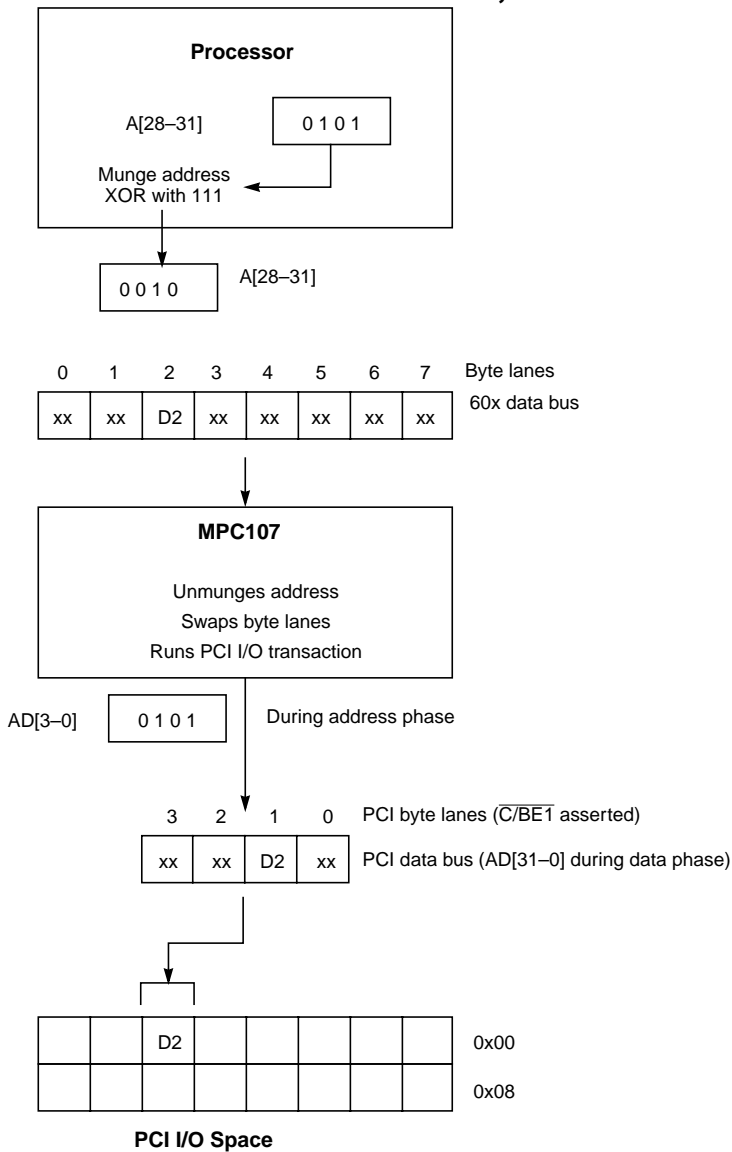 Processor
A[28–31] 0 1 0 1
Munge address
XOR with 111
0 0 1 0 A[28–31]
0 1 2 3 4 5 6 7 Byte lanes
xx xx D2 xx xx xx xx xx 60x data bus
MPC107
Unmunges address
Swaps byte lanes
Runs PCI I/O transaction
AD[3–0] 0 1 0 1 During address phase
3 2 1 0 PCI byte lanes (C/BE1 asserted)
xx xx D2 xx PCI data bus (AD[31–0] during data phase)
D2 0x00
0x08
PCI I/O Space